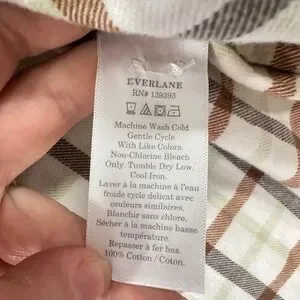 EVERLANE
RN# 139393
Machine Wash Cold
Gentle Cycle
With Like Colors.
Non-Chlorine Bleach
Only. Tumble Dry Low.
Cool Iron.
Laver à la machine à l'eau
froide cycle délicat avec
couleurs similaires.
Blanchir sans chlore.
Sécher à la machine basse
température.
Repasser à fer bas.
100% Cotton / Coton.